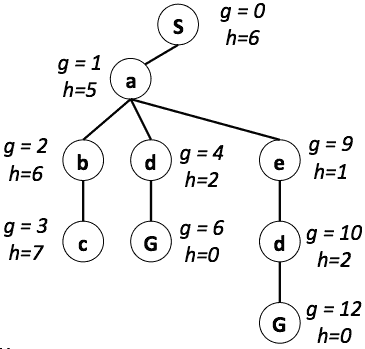 S
g = 0
h=6
g = 1
h=5
a
g = 2
h=6
b
d
g = 4
h=2
e
g = 9
h=1
g = 3
h=7
c
G
g = 6
h=0
d
g = 10
h=2
G
g = 12
h=0